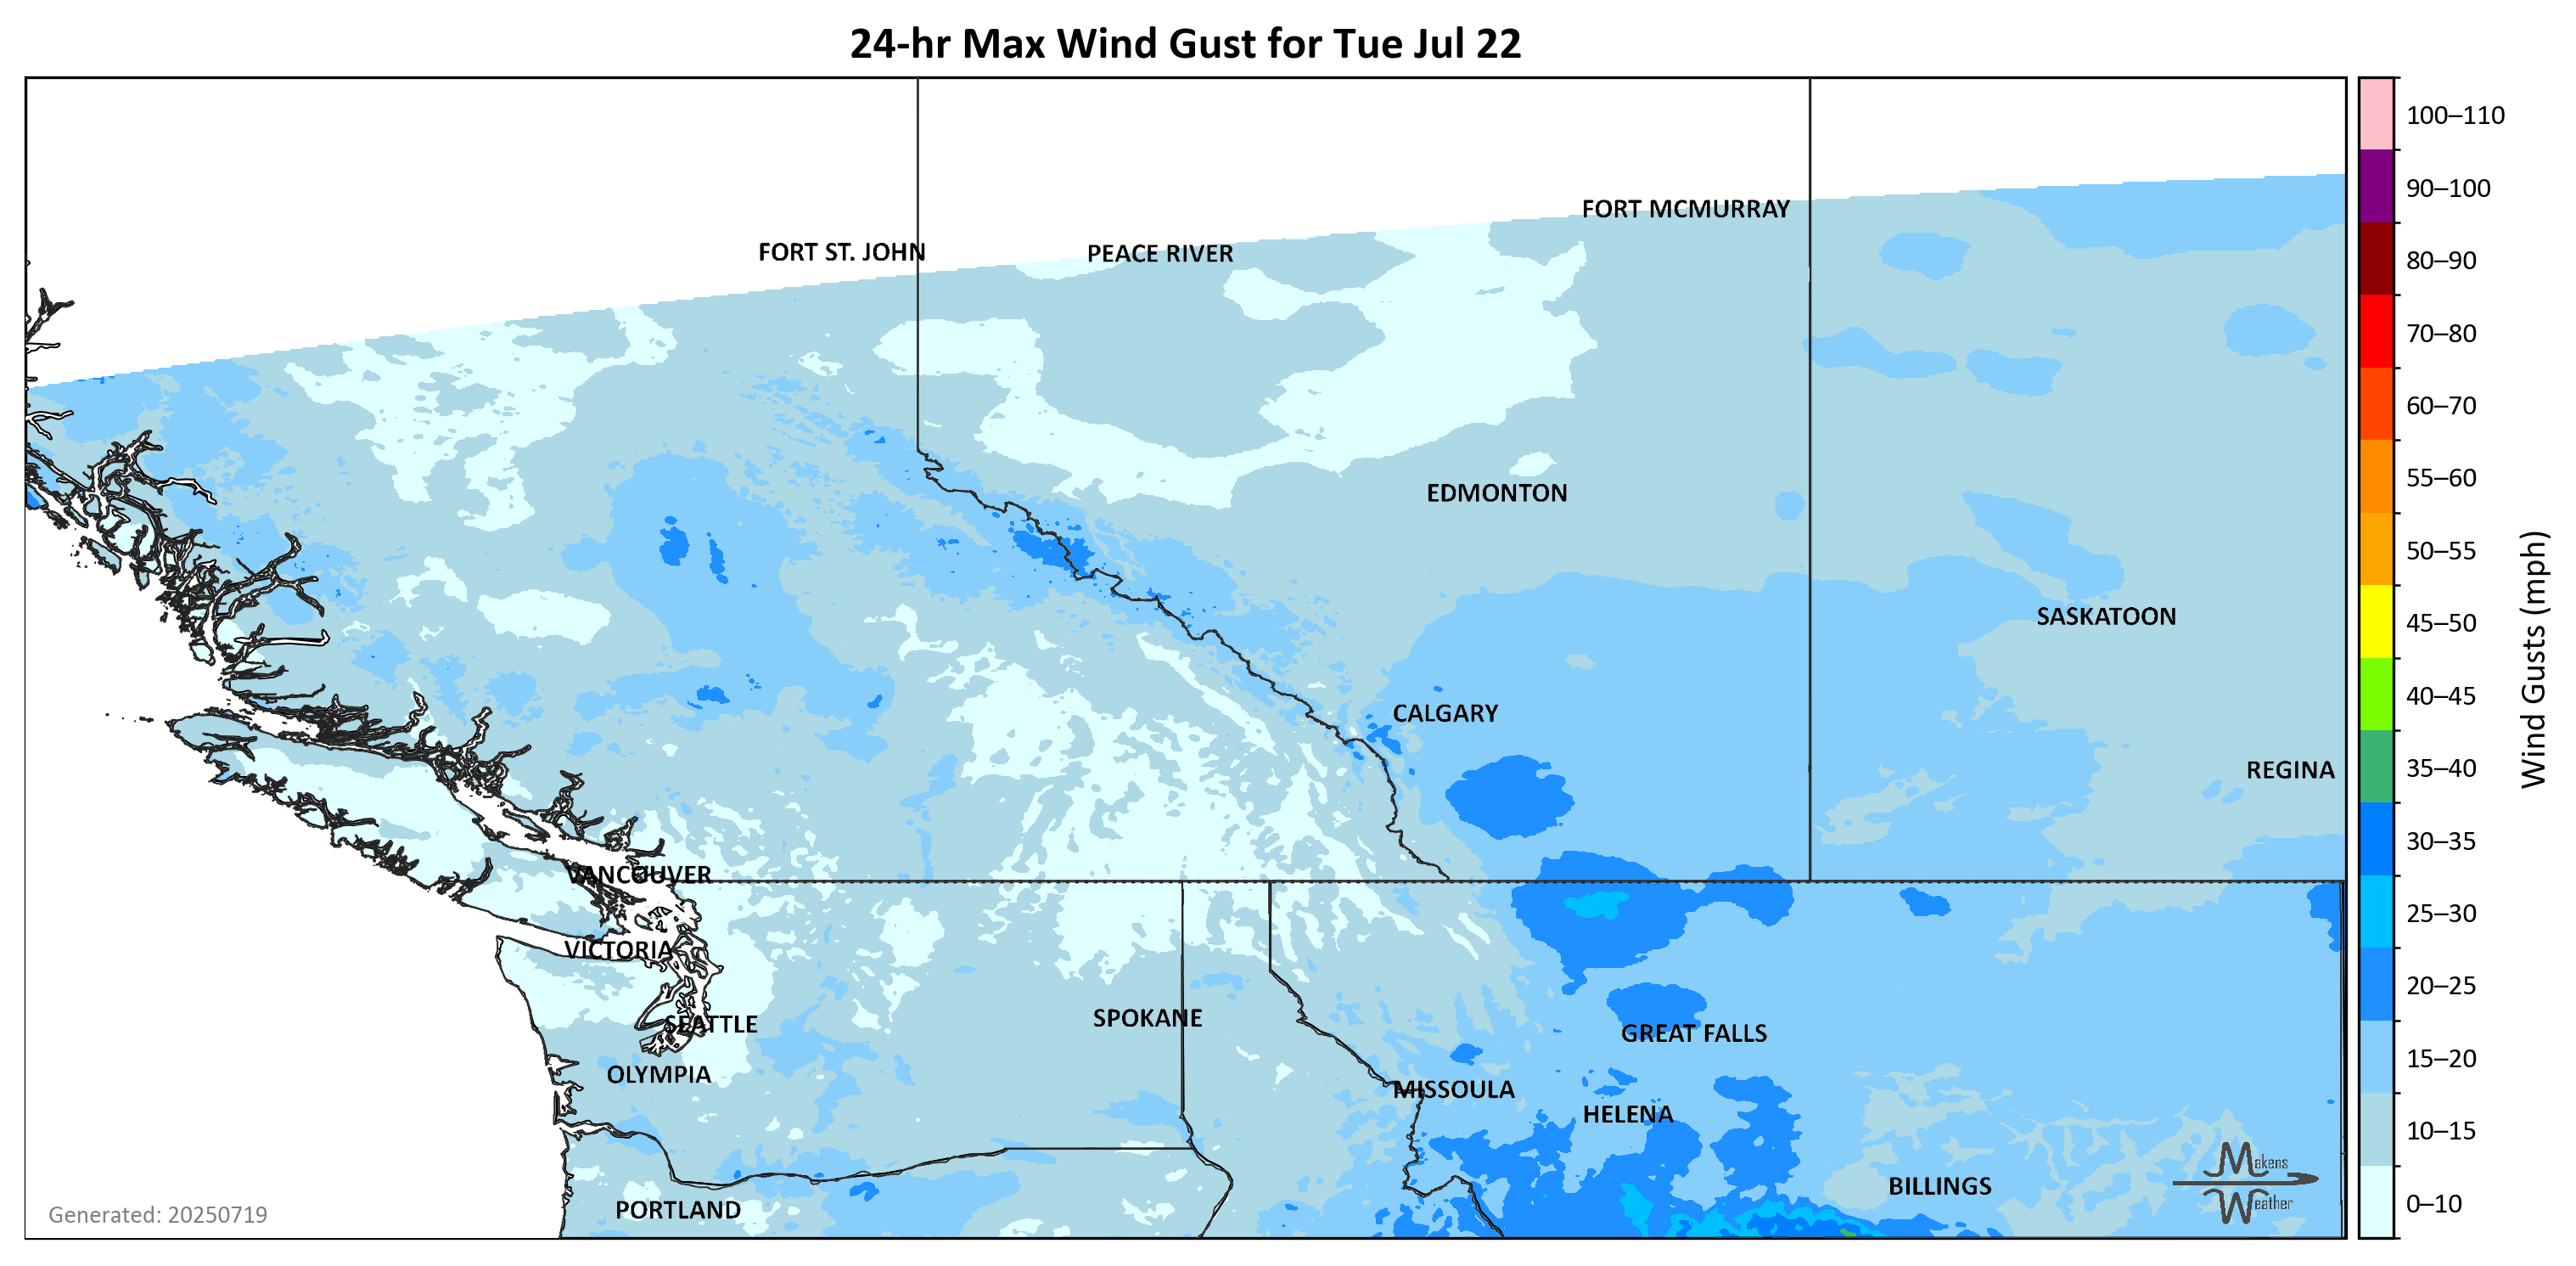 24-hr Max Wind Gust for Tue Jul 22
100–110
90–100
80–90
70–80
60–70
55–60
50–55
45–50
40–45
35–40
30–35
25–30
20–25
15–20
10–15
0–10
Wind Gusts (mph)
FORT MCMURRAY
FORT ST. JOHN
PEACE RIVER
EDMONTON
SASKATOON
CALGARY
REGINA
VANCOUVER
VICTORIA
SEATTLE
SPOKANE
GREAT FALLS
OLYMPIA
MISSOULA
HELENA
BILLINGS
PORTLAND
Makens
Weather
Generated: 20250719